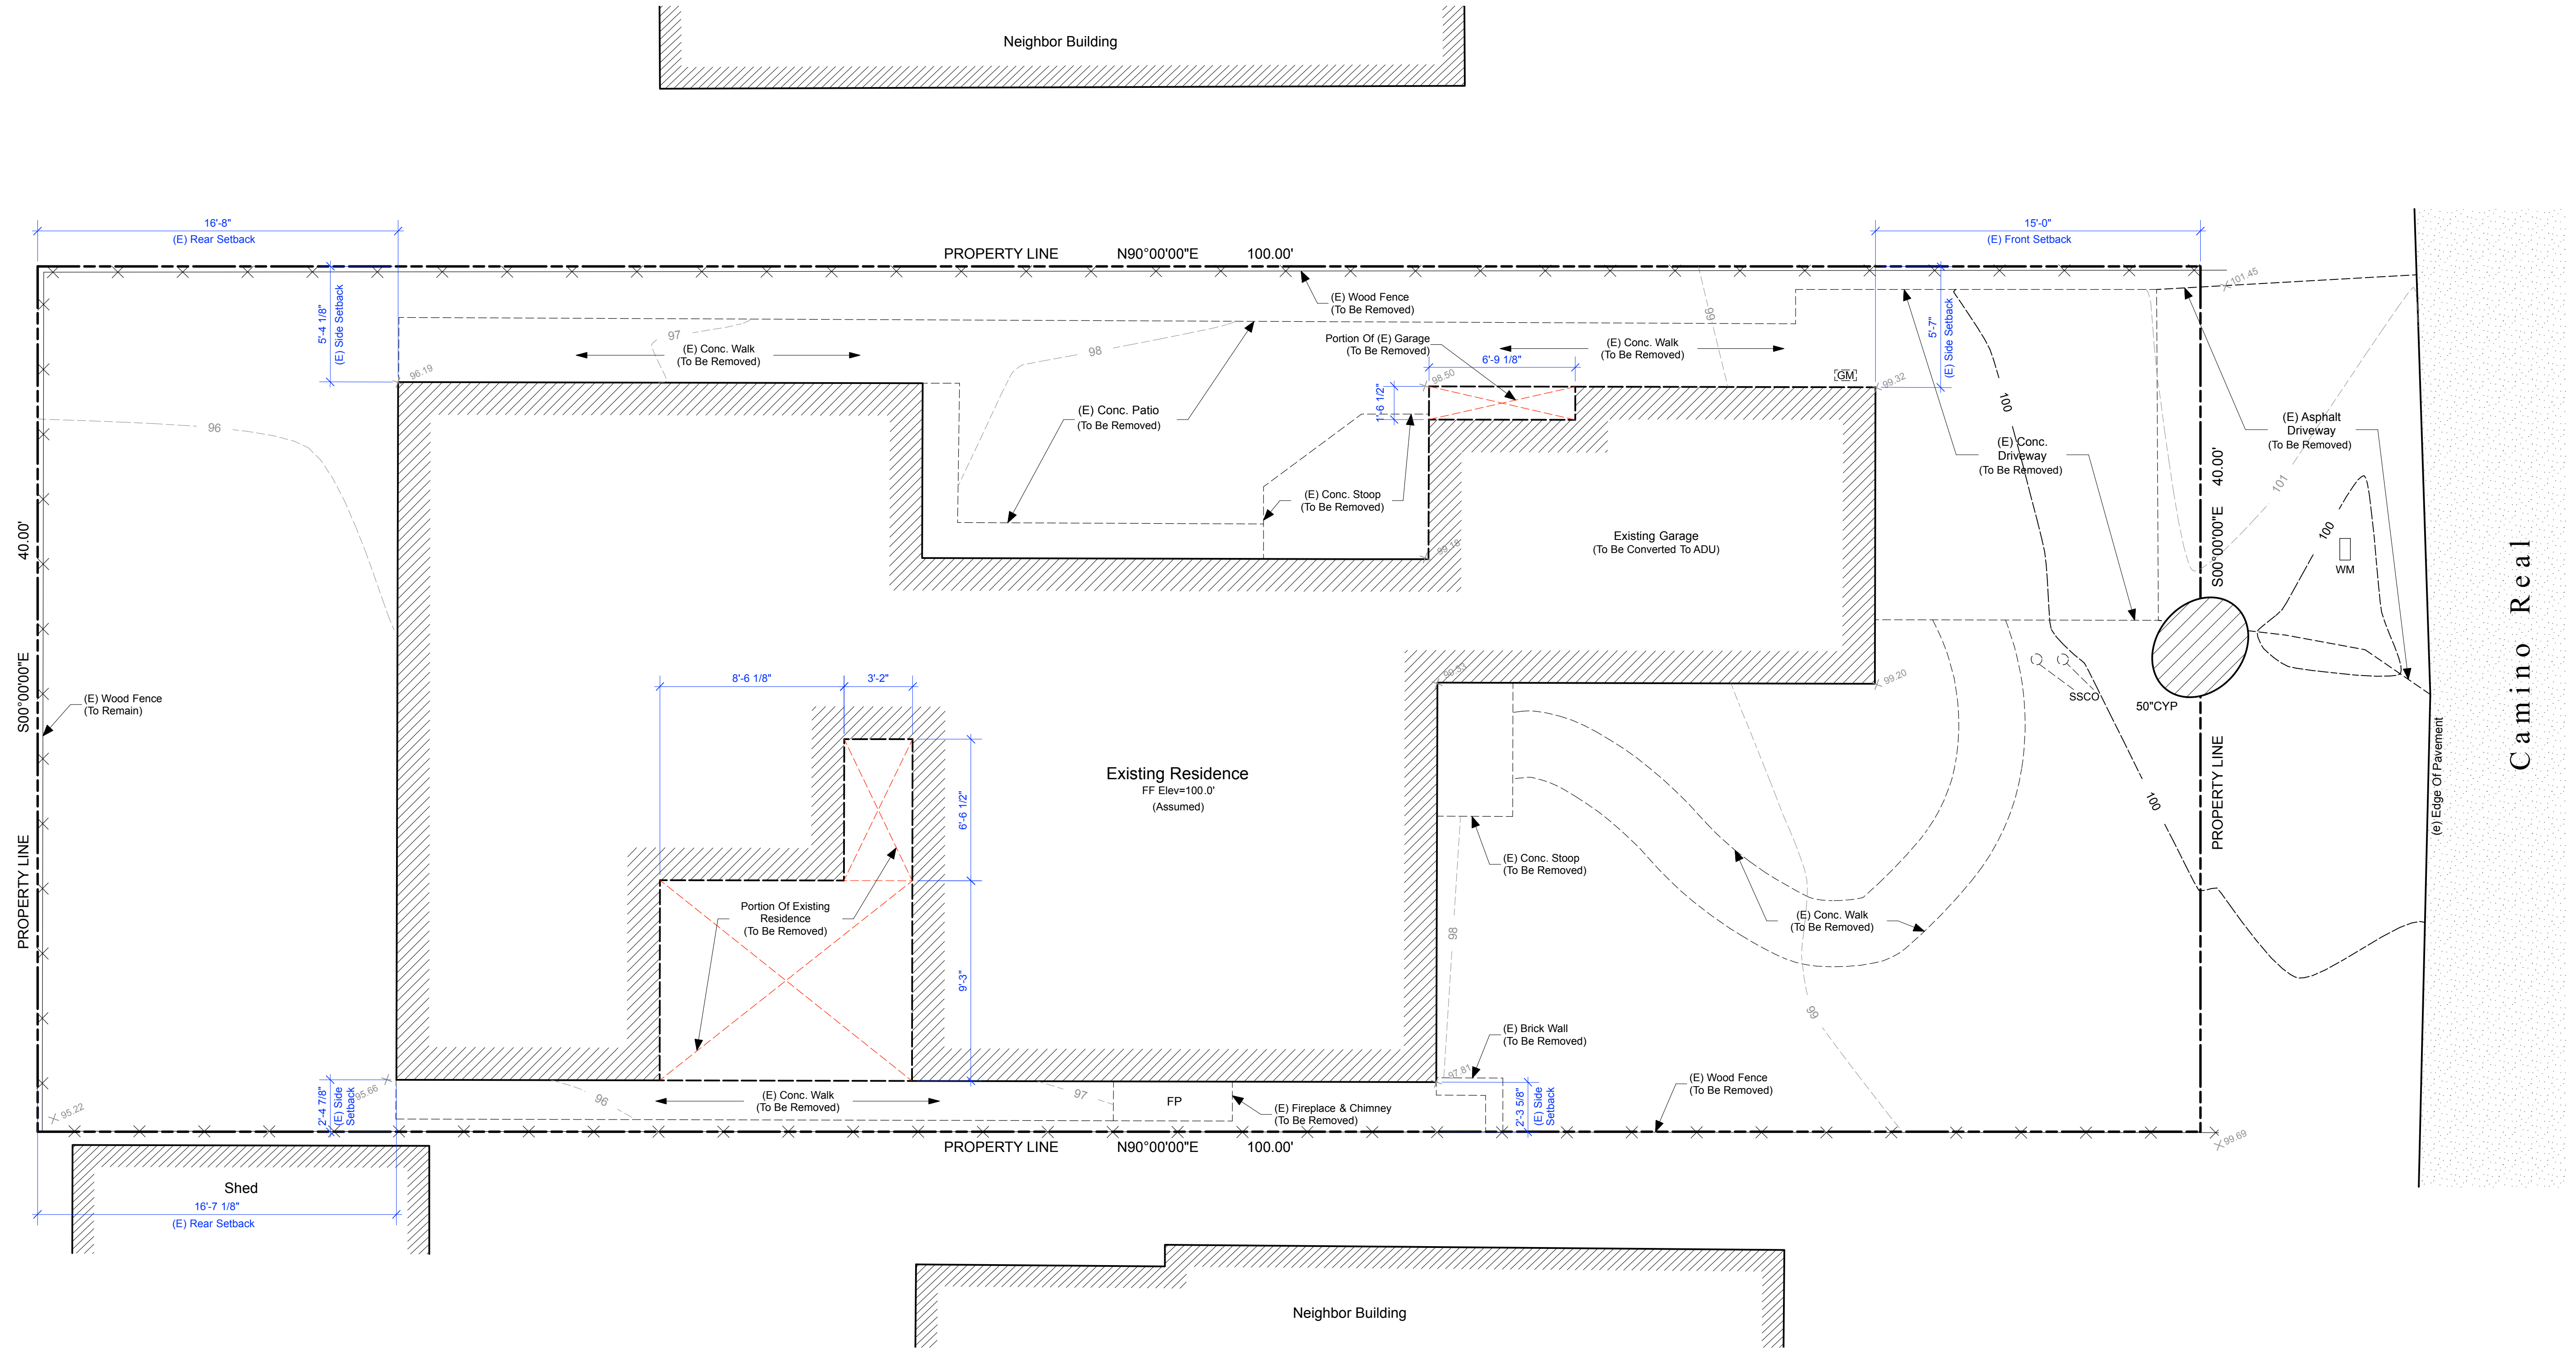 Neighbor Building
16'-8"
(E) Rear Setback
15'-0"
(E) Front Setback
PROPERTY LINE N90°00'00"E 100.00'
101.45
(E) Wood Fence
(To Be Removed)
5'-4 1/8"
(E) Side Setback
97
(E) Conc. Walk
(To Be Removed)
98
Portion Of (E) Garage
(To Be Removed)
6'-9 1/8"
99
(E) Conc. Walk
(To Be Removed)
5'-7"
(E) Side Setback
96.19
98.50
1'-6 1/2"
GM
99.32
100
(E) Conc. Patio
(To Be Removed)
96
(E) Asphalt
Driveway
(To Be Removed)
(E) Conc.
Driveway
(To Be Removed)
(E) Conc. Stoop
(To Be Removed)
101
100
WM
99.18
Existing Garage
(To Be Converted To ADU)
PROPERTY LINE S00°00'00"E 40.00'
PROPERTY LINE S00°00'00"E 40.00'
Camino Real
(E) Wood Fence
(To Remain)
8'-6 1/8"
3'-2"
99.33
99.20
SSCO
50"CYP
(e) Edge Of Pavement
Existing Residence
FF Elev=100.0'
(Assumed)
6'-6 1/2"
100
(E) Conc. Stoop
(To Be Removed)
Portion Of Existing
Residence
(To Be Removed)
(E) Conc. Walk
(To Be Removed)
98
9'-3"
99
(E) Brick Wall
(To Be Removed)
97.81
(E) Wood Fence
(To Be Removed)
95.22
2'-4 7/8"
(E) Side
Setback
95.66
96
(E) Conc. Walk
(To Be Removed)
97
FP
(E) Fireplace & Chimney
(To Be Removed)
2'-3 5/8"
(E) Side
Setback
99.69
PROPERTY LINE N90°00'00"E 100.00'
Shed
16'-7 1/8"
(E) Rear Setback
Neighbor Building